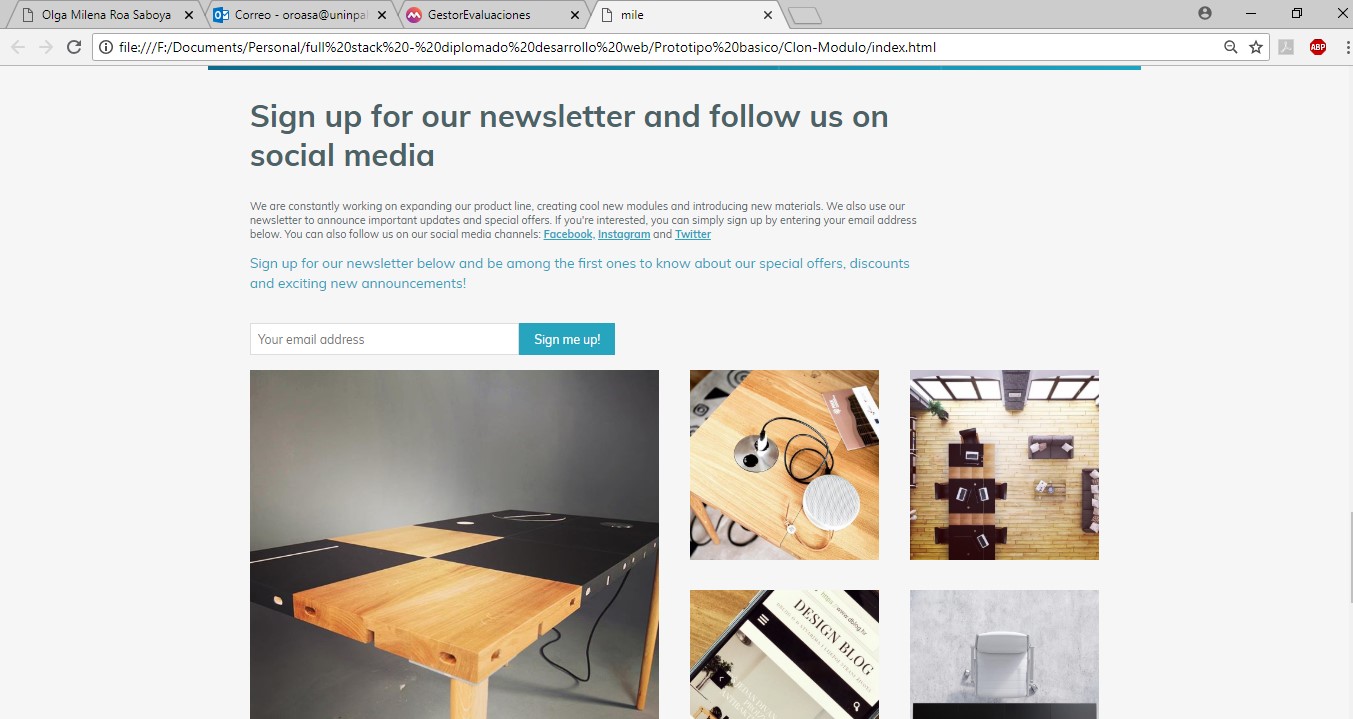 Olga Milena Roa Saboya
Correo - oroasa@uninpa
GestorEvaluaciones
mile
file:///F:/Documents/Personal/full%20stack%20-%20diplomado%20desarrollo%20web/Prototipo%20basico/Clon-Modulo/index.html
ABP
Sign up for our newsletter and follow us on
social media
We are constantly working on expanding our product line, creating cool new modules and introducing new materials. We also use our
newsletter to announce important updates and special offers. If you're interested, you can simply sign up by entering your email address
below. You can also follow us on our social media channels: Facebook, Instagram and Twitter
Sign up for our newsletter below and be among the first ones to know about our special offers, discounts
and exciting new announcements!
Your email address
Sign me up!
DESIGN BLOG